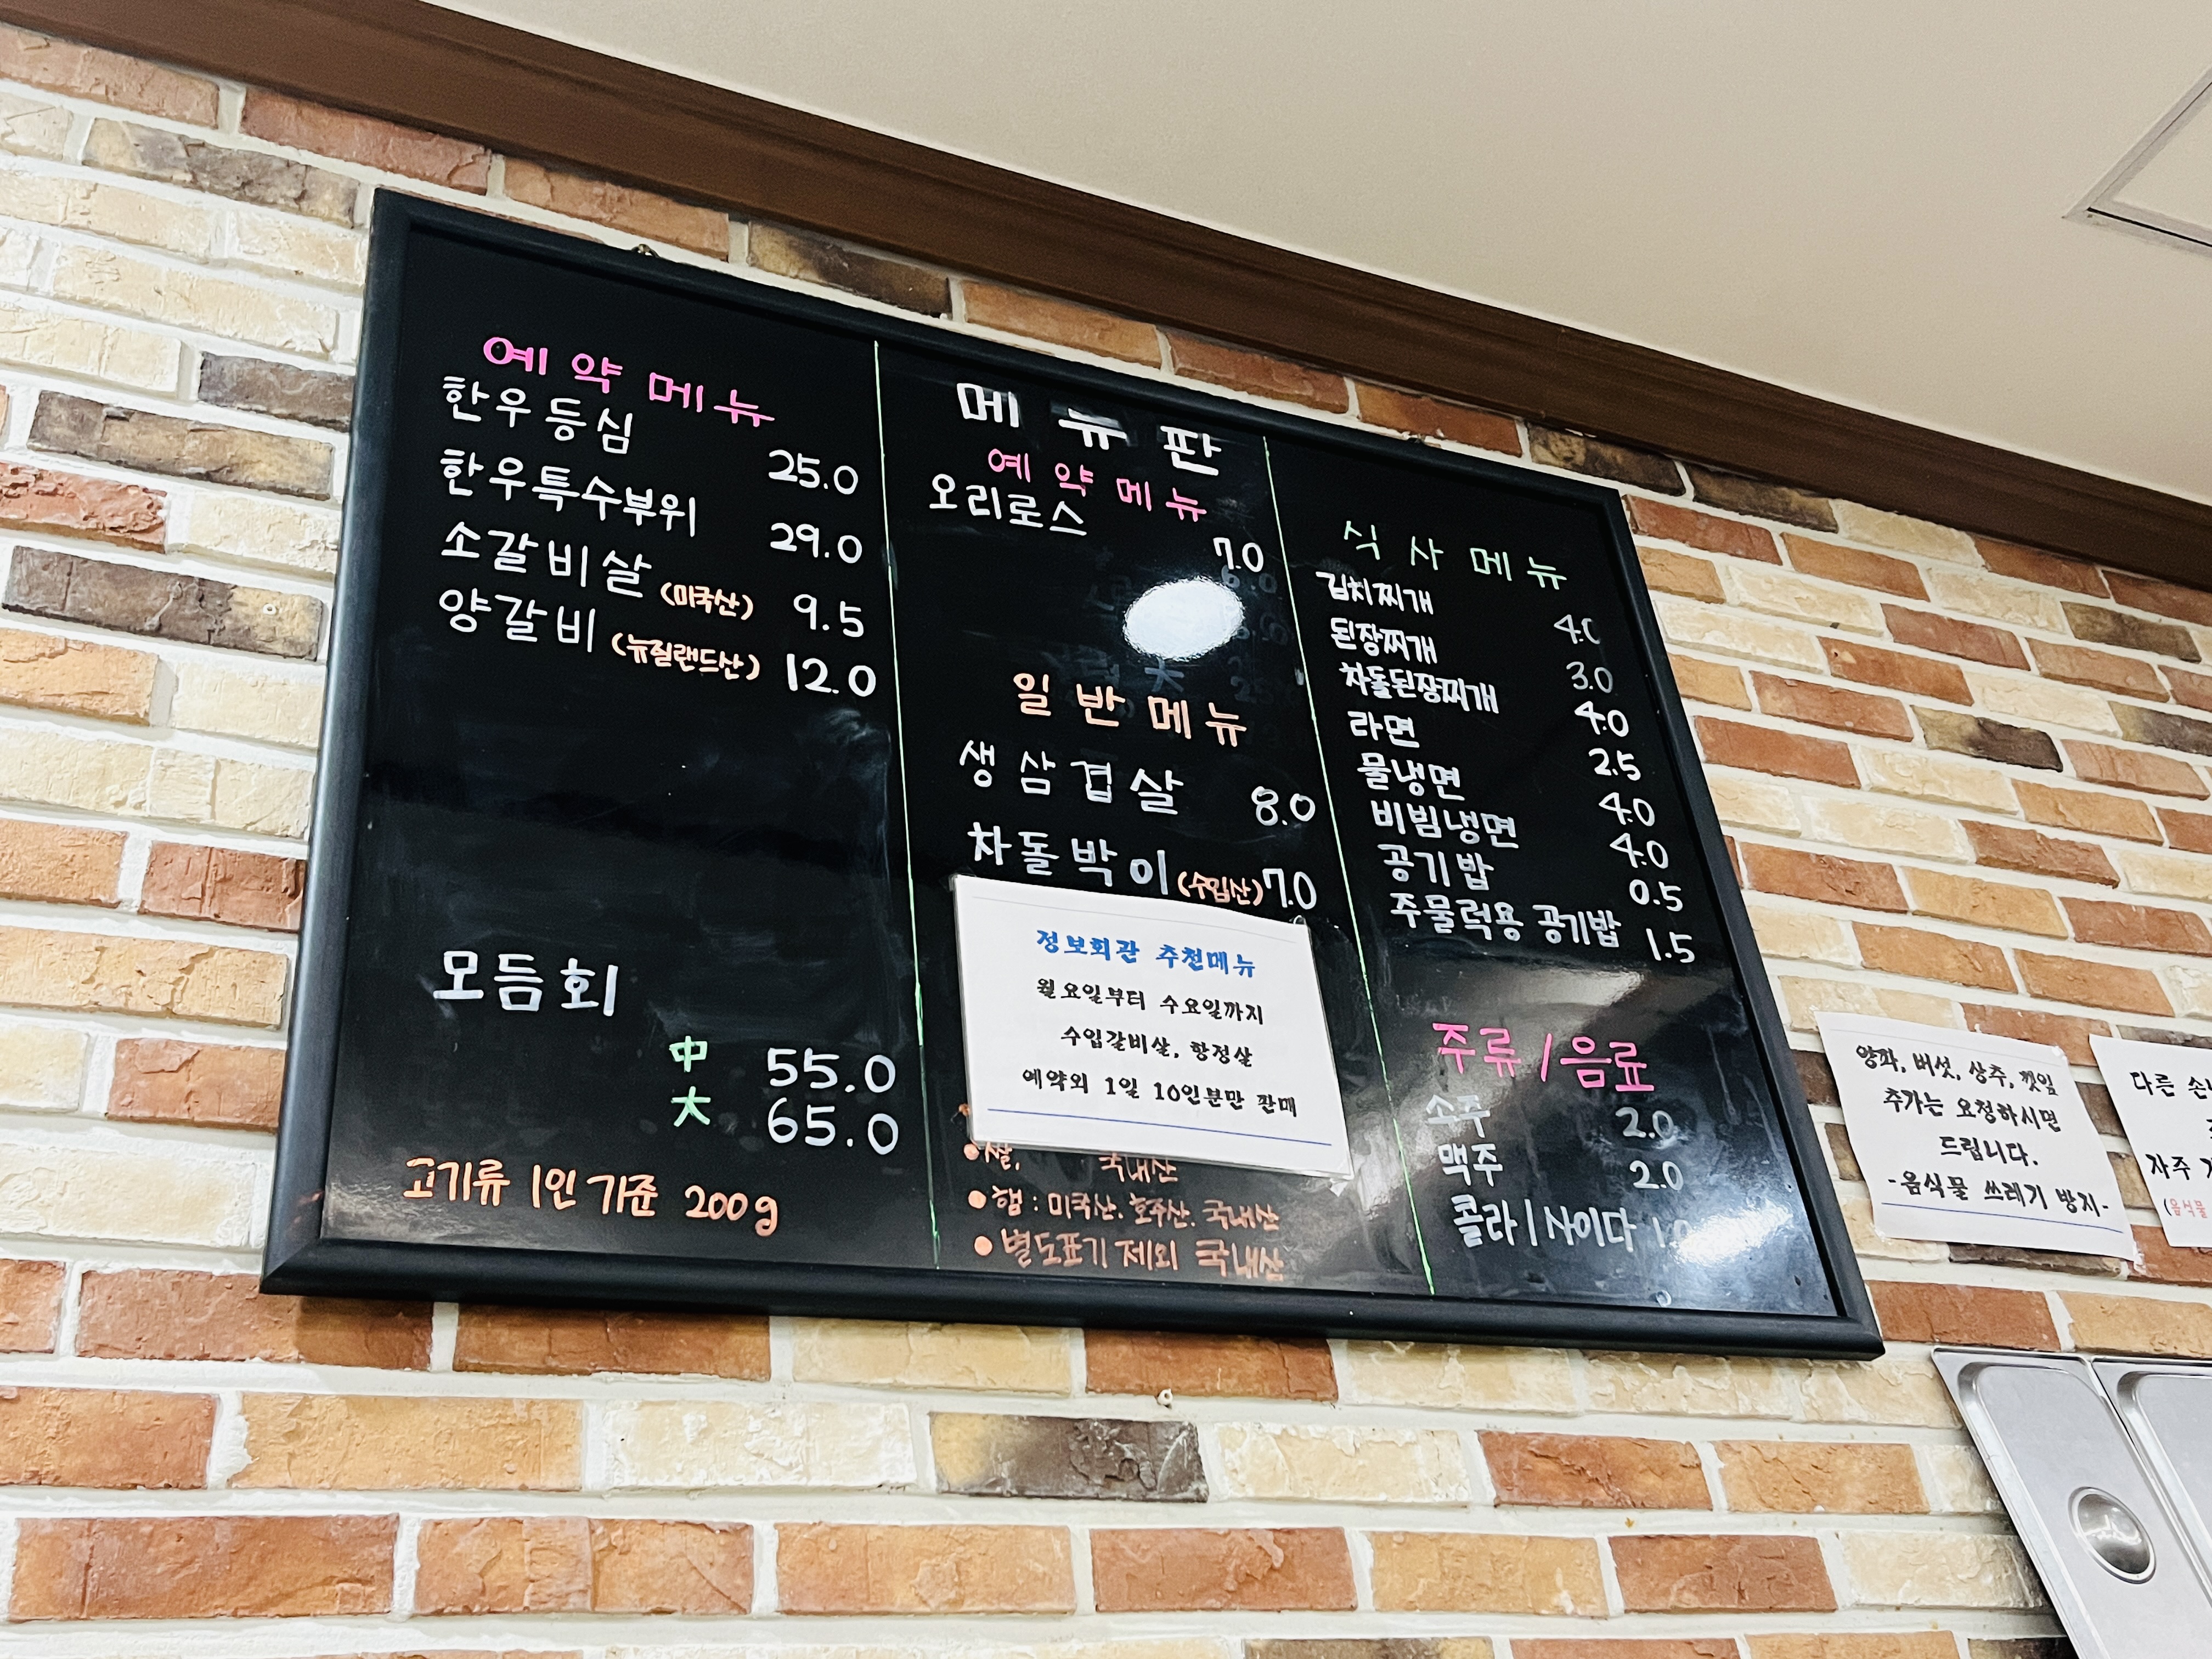 예약메뉴
한우등심 25.0
한우특수부위 29.0
소갈비살 (미국산) 9.5
양갈비 (뉴질랜드산) 12.0
모듬회
中 55.0
大 65.0
고기류 1인 기준 200g
메뉴판
예약메뉴
오리로스 7.0
일반메뉴
생삼겹살 8.0
차돌박이 (수입산) 7.0
정보회관 추천메뉴
월요일부터 수요일까지
수입갈비살, 항정살
예약외 1일 10인분만 판매
● 쌀, 국내산
● 햄 : 미국산. 호주산. 국내산
● 별도표기 제외 국내산
식사메뉴
김치찌개 4.0
된장찌개 3.0
차돌된장찌개 4.0
라면 2.5
물냉면 4.0
비빔냉면 4.0
공기밥 0.5
주물럭용 공기밥 1.5
주류/음료
소주 2.0
맥주 2.0
콜라/사이다 1.0
양파, 버섯, 상추, 깻잎
추가는 요청하시면
드립니다.
-음식물 쓰레기 방지-
다른
자주
(음식물